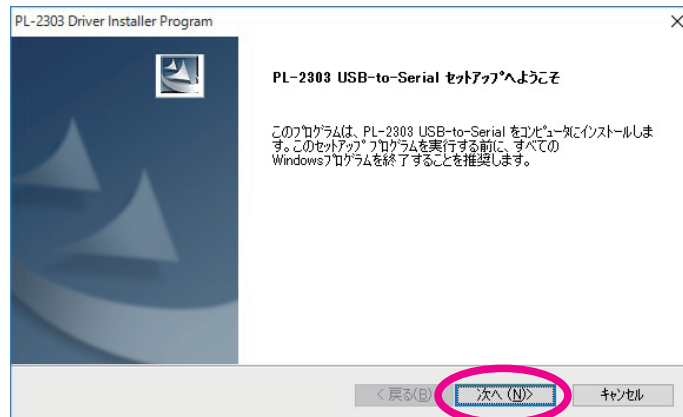 PL-2303 Driver Installer Program
PL-2303 USB-to-Serial ｾｯﾄｱｯﾌﾟへようこそ
このﾌﾟﾛｸﾞﾗﾑは、PL-2303 USB-to-Serial をｺﾝﾋﾟｭｰﾀにｲﾝｽﾄｰﾙしま
す。このｾｯﾄｱｯﾌﾟ ﾌﾟﾛｸﾞﾗﾑを実行する前に、すべての
Windowsﾌﾟﾛｸﾞﾗﾑを終了することを推奨します。
< 戻る(B) 次へ (N)> ｷｬﾝｾﾙ